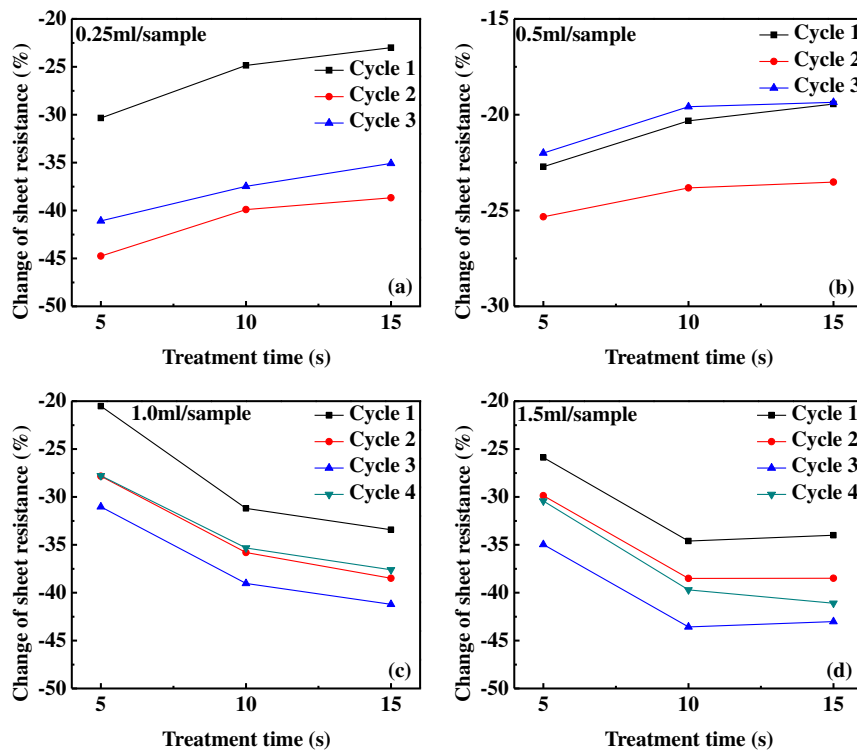 0.25ml/sample
Change of sheet resistance (%)
-20
-25
-30
-35
-40
-45
-50
Cycle 1
Cycle 2
Cycle 3
(a)
5 10 15
Treatment time (s)
0.5ml/sample
Change of sheet resistance (%)
-15
-20
-25
-30
Cycle 1
Cycle 2
Cycle 3
(b)
5 10 15
Treatment time (s)
1.0ml/sample
Change of sheet resistance (%)
-20
-25
-30
-35
-40
-45
-50
Cycle 1
Cycle 2
Cycle 3
Cycle 4
(c)
5 10 15
Treatment time (s)
1.5ml/sample
Change of sheet resistance (%)
-20
-25
-30
-35
-40
-45
-50
Cycle 1
Cycle 2
Cycle 3
Cycle 4
(d)
5 10 15
Treatment time (s)